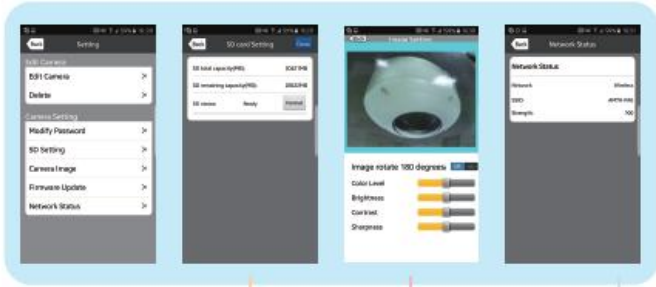 Back
Setting
Edit Camera
Edit Camera
Delete
Camera Setting
Modify Password
SD Setting
Camera Image
Firmware Update
Network Status
Back
SD card Setting
SD total capacity(MB):
SD remaining capacity(MB):
SD status: Ready Format
Back
Image Setting
Image rotate 180 degrees:
Color Level
Brightness
Contrast
Sharpness
Back
Network Status
Network Status
Network Wireless
SSID
Strength 100